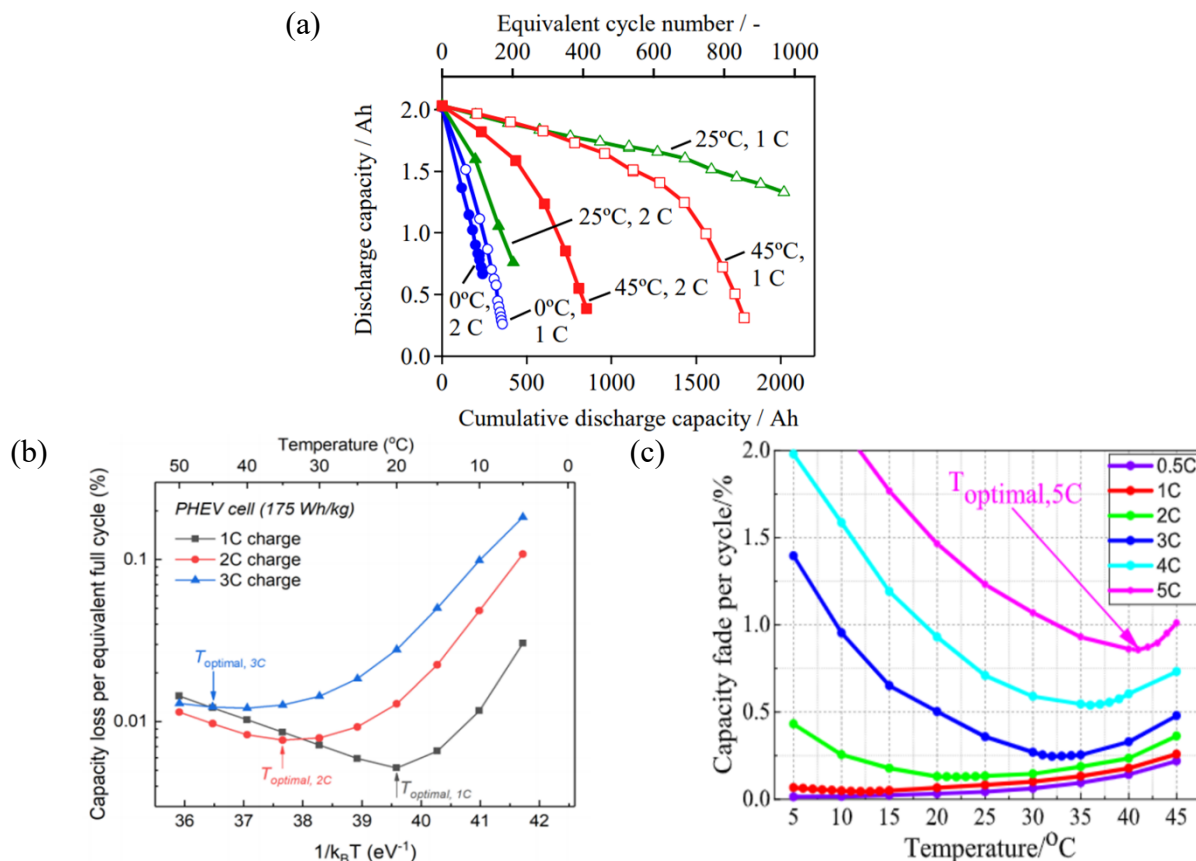 (a)
Equivalent cycle number / -
0 200 400 600 800 1000
Discharge capacity / Ah
2.0
1.5
1.0
0.5
0.0
25ºC, 1 C
25ºC, 2 C
45ºC,
1 C
45ºC, 2 C
0ºC,
2 C
0ºC,
1 C
0 500 1000 1500 2000
Cumulative discharge capacity / Ah
(b)
Temperature (°C)
50 40 30 20 10 0
Capacity loss per equivalent full cycle (%)
0.1
0.01
PHEV cell (175 Wh/kg)
1C charge
2C charge
3C charge
Toptimal, 3C
Toptimal, 2C
Toptimal, 1C
36 37 38 39 40 41 42
1/kBT (eV-1)
(c)
Capacity fade per cycle/%
2.0
1.5
1.0
0.5
0.0
Toptimal,5C
0.5C
1C
2C
3C
4C
5C
5 10 15 20 25 30 35 40 45
Temperature/°C